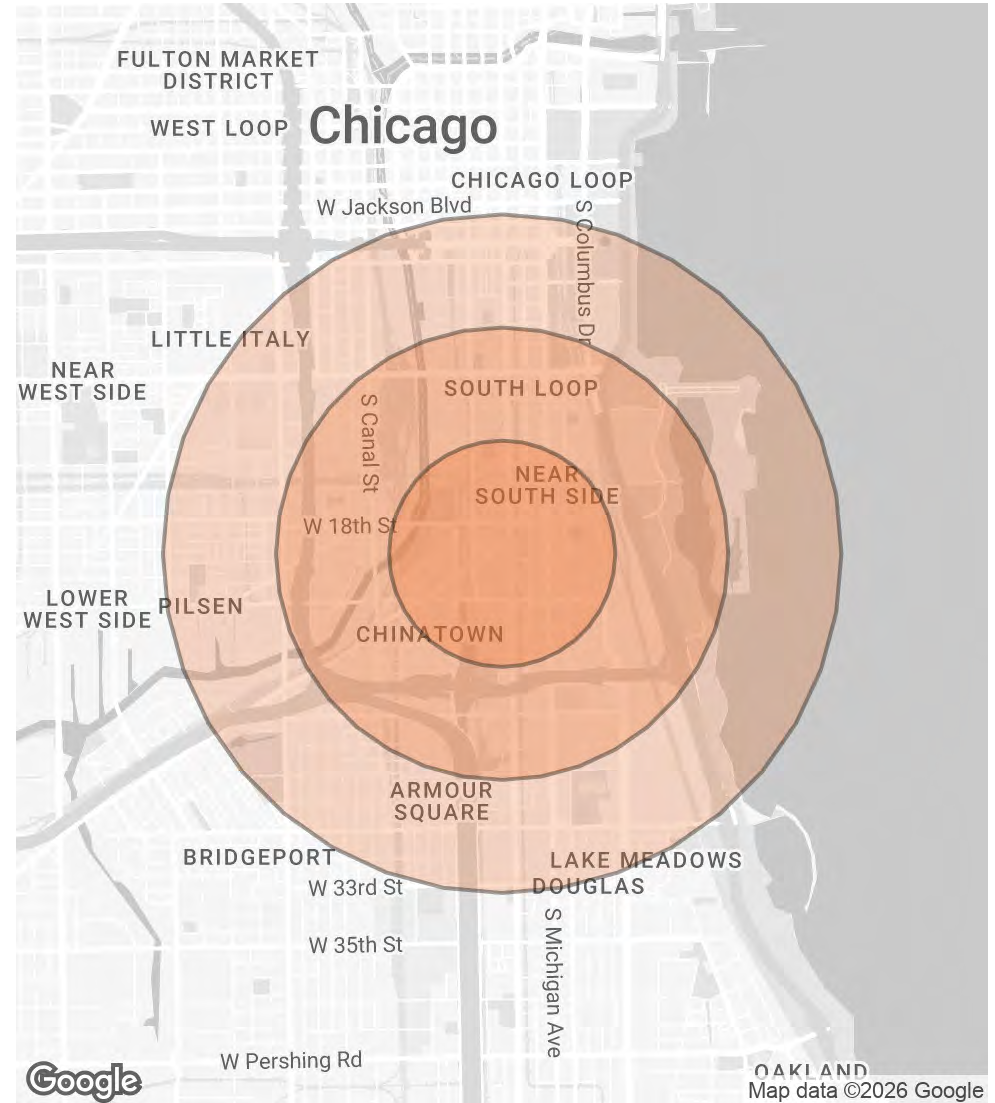 FULTON MARKET
DISTRICT
WEST LOOP
Chicago
CHICAGO LOOP
W Jackson Blvd
S Columbus Dr
LITTLE ITALY
NEAR
WEST SIDE
SOUTH LOOP
S Canal St
NEAR
SOUTH SIDE
W 18th St
LOWER
WEST SIDE
PILSEN
CHINATOWN
ARMOUR
SQUARE
BRIDGEPORT
LAKE MEADOWS
W 33rd St
DOUGLAS
S Michigan Ave
W 35th St
W Pershing Rd
OAKLAND
Google
Map data ©2026 Google